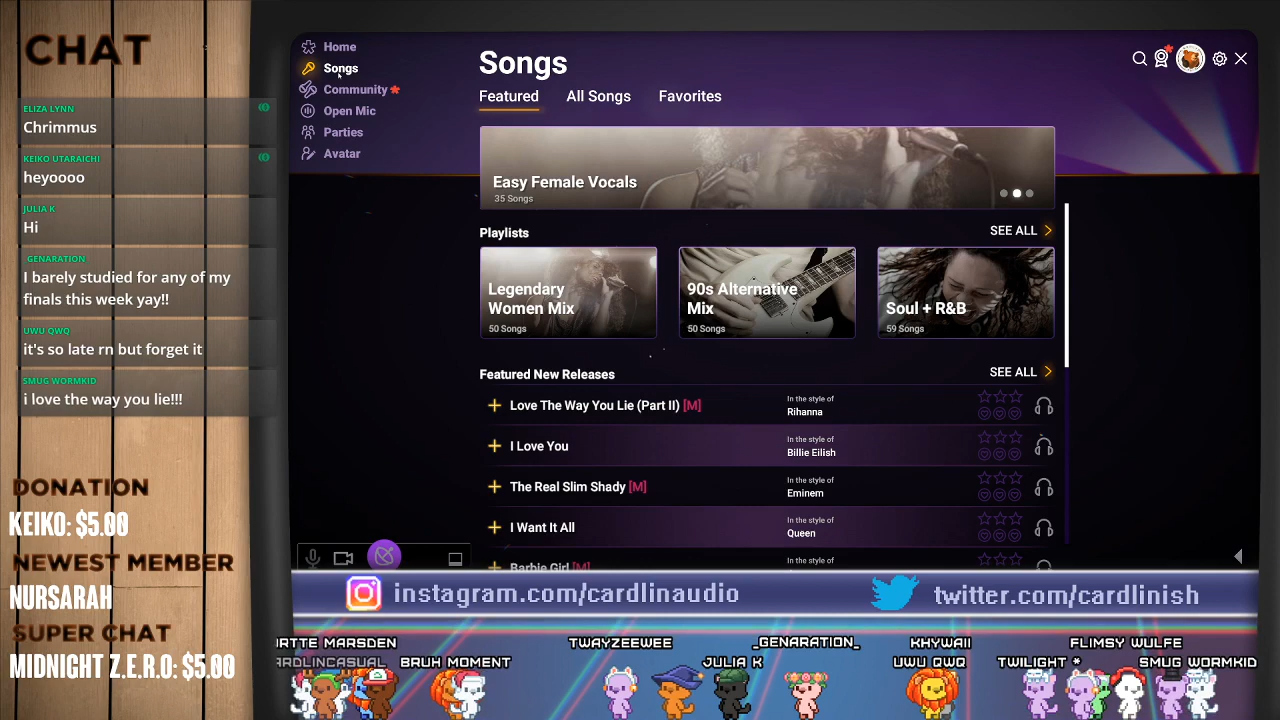 CHAT
ELIZA LYNN
Chrimmus
KEIKO UTARAICHI
heyoooo
JULIA K
Hi
GENARATION
I barely studied for any of my
finals this week yay!!
UWU QWQ
it's so late rn but forget it
SMUG WORMKID
i love the way you lie!!!
DONATION
KEIKO: $5.00
NEWEST MEMBER
NURSARAH
SUPER CHAT
MIDNIGHT Z.E.R.O: $5.00
Home
Songs
Community
Open Mic
Parties
Avatar
Songs
Featured All Songs Favorites
Easy Female Vocals
35 Songs
Playlists SEE ALL
Legendary
Women Mix
50 Songs
90s Alternative
Mix
50 Songs
Soul + R&B
59 Songs
Featured New Releases SEE ALL
Love The Way You Lie (Part II) [M] In the style of
Rihanna
I Love You In the style of
Billie Eilish
The Real Slim Shady [M] In the style of
Eminem
I Want It All In the style of
Queen
Barbie Girl [M] In the style of
instagram.com/cardlinaudio twitter.com/cardlinish
RTTE MARSDEN TWAYZEEWEE _GENARATION_ KHYWAII FLIMSY WULFE
ARDLINCASUAL BRUH MOMENT JULIA K UWU QWQ TWILIGHT * SMUG WORMKID